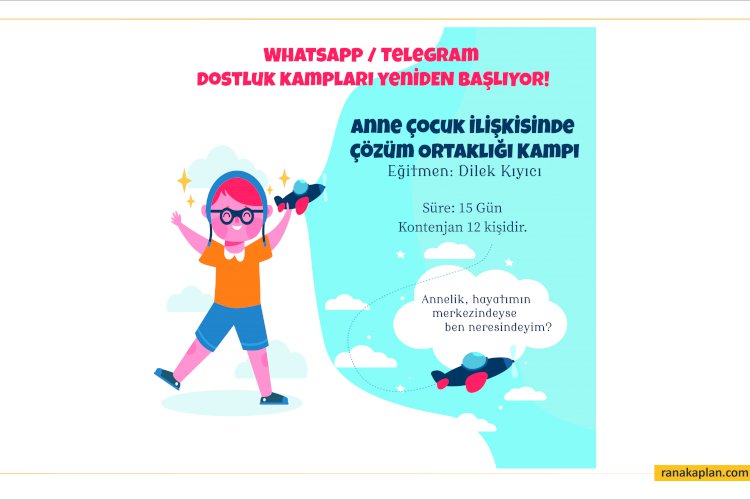 WHATSAPP / TELEGRAM
DOSTLUK KAMPLARI YENİDEN BAŞLIYOR!
ANNE ÇOCUK İLİŞKİSİNDE
ÇÖZÜM ORTAKLIĞI KAMPI
Eğitmen: Dilek Kıyıcı
Süre: 15 Gün
Kontenjan 12 kişidir.
Annelik, hayatımın
merkezindeyse
ben neresindeyim?
ranakaplan.com